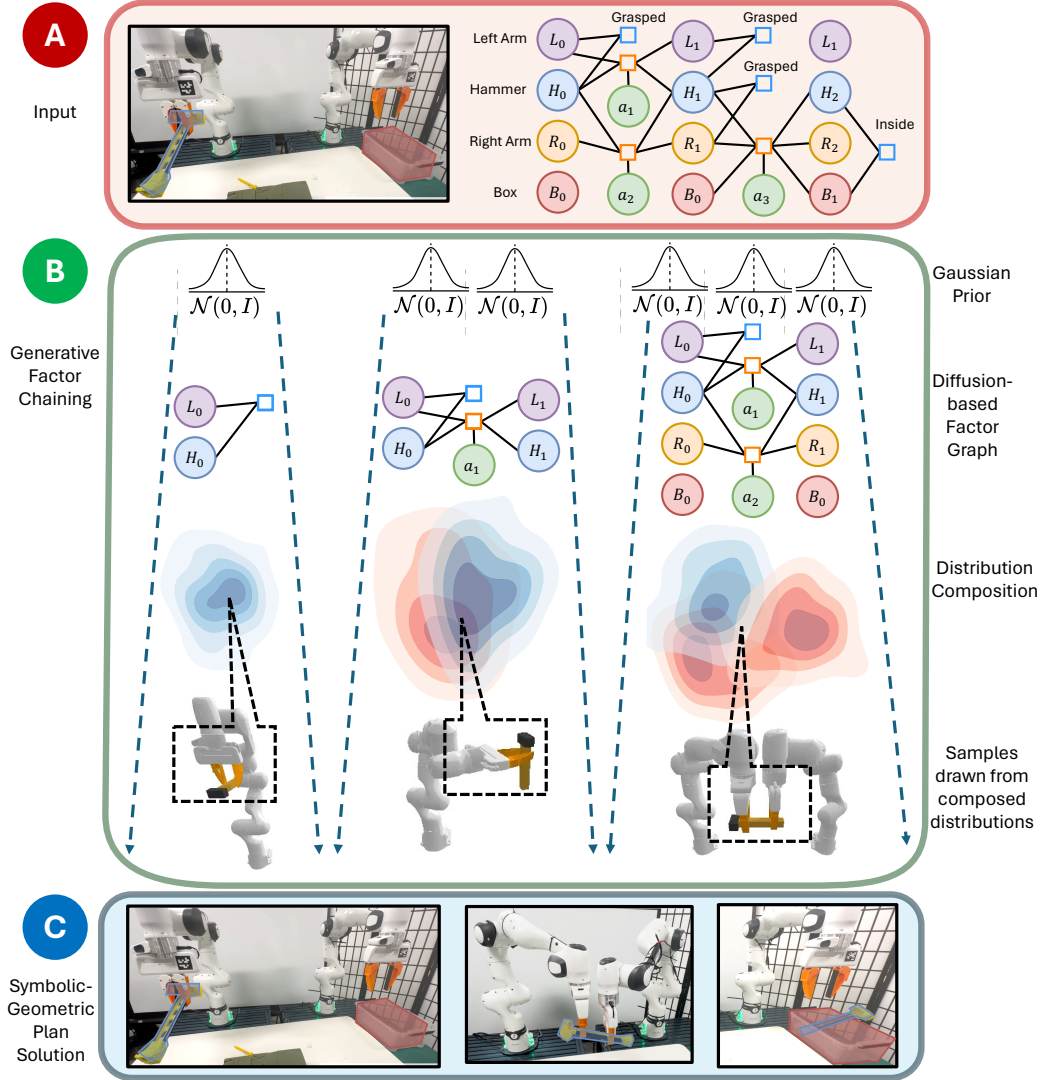 A
Input
Left Arm
Hammer
Right Arm
Box
Grasped
Grasped
Grasped
Inside
L₀
L₁
L₁
H₀
a₁
H₁
H₂
R₀
R₁
R₂
B₀
a₂
B₀
a₃
B₁
B
Generative
Factor
Chaining
𝒩(0, I)
𝒩(0, I)
𝒩(0, I)
𝒩(0, I)
𝒩(0, I)
𝒩(0, I)
Gaussian
Prior
L₀
H₀
L₀
L₁
H₀
a₁
H₁
L₀
L₁
H₀
a₁
H₁
R₀
R₁
B₀
a₂
B₀
Diffusion-
based
Factor
Graph
Distribution
Composition
Samples
drawn from
composed
distributions
C
Symbolic-
Geometric
Plan
Solution